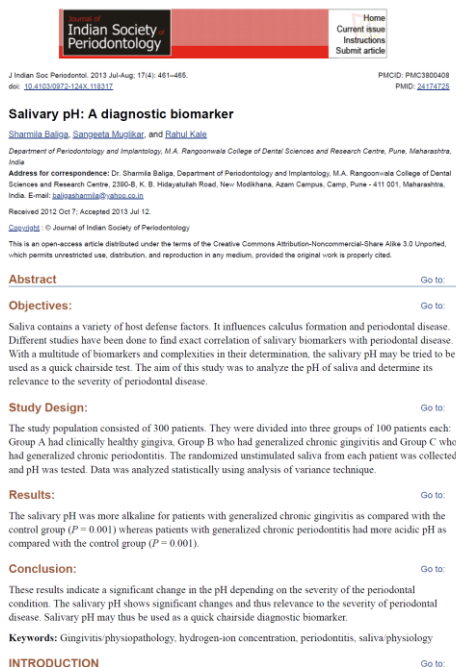 Journal of
Indian Society of
Periodontology
Home
Current issue
Instructions
Submit article
J Indian Soc Periodontol. 2013 Jul-Aug; 17(4): 461–465.
PMCID: PMC3800408
doi: 10.4103/0972-124X.118317
PMID: 24174725
Salivary pH: A diagnostic biomarker
Sharmila Baliga, Sangeeta Muglikar, and Rahul Kale
Department of Periodontology and Implantology, M.A. Rangoonwala College of Dental Sciences and Research Centre, Pune, Maharashtra,
India
Address for correspondence: Dr. Sharmila Baliga, Department of Periodontology and Implantology, M.A. Rangoonwala College of Dental
Sciences and Research Centre, 2390-B, K. B. Hidayatullah Road, New Modikhana, Azam Campus, Camp, Pune - 411 001, Maharashtra,
India. E-mail: baligasharmila@yahoo.co.in
Received 2012 Oct 7; Accepted 2013 Jul 12.
Copyright : © Journal of Indian Society of Periodontology
This is an open-access article distributed under the terms of the Creative Commons Attribution-Noncommercial-Share Alike 3.0 Unported,
which permits unrestricted use, distribution, and reproduction in any medium, provided the original work is properly cited.
Abstract
Go to:
Objectives:
Go to:
Saliva contains a variety of host defense factors. It influences calculus formation and periodontal disease.
Different studies have been done to find exact correlation of salivary biomarkers with periodontal disease.
With a multitude of biomarkers and complexities in their determination, the salivary pH may be tried to be
used as a quick chairside test. The aim of this study was to analyze the pH of saliva and determine its
relevance to the severity of periodontal disease.
Study Design:
Go to:
The study population consisted of 300 patients. They were divided into three groups of 100 patients each:
Group A had clinically healthy gingiva, Group B who had generalized chronic gingivitis and Group C who
had generalized chronic periodontitis. The randomized unstimulated saliva from each patient was collected
and pH was tested. Data was analyzed statistically using analysis of variance technique.
Results:
Go to:
The salivary pH was more alkaline for patients with generalized chronic gingivitis as compared with the
control group (P = 0.001) whereas patients with generalized chronic periodontitis had more acidic pH as
compared with the control group (P = 0.001).
Conclusion:
Go to:
These results indicate a significant change in the pH depending on the severity of the periodontal
condition. The salivary pH shows significant changes and thus relevance to the severity of periodontal
disease. Salivary pH may thus be used as a quick chairside diagnostic biomarker.
Keywords: Gingivitis/physiopathology, hydrogen-ion concentration, periodontitis, saliva/physiology
INTRODUCTION
Go to: